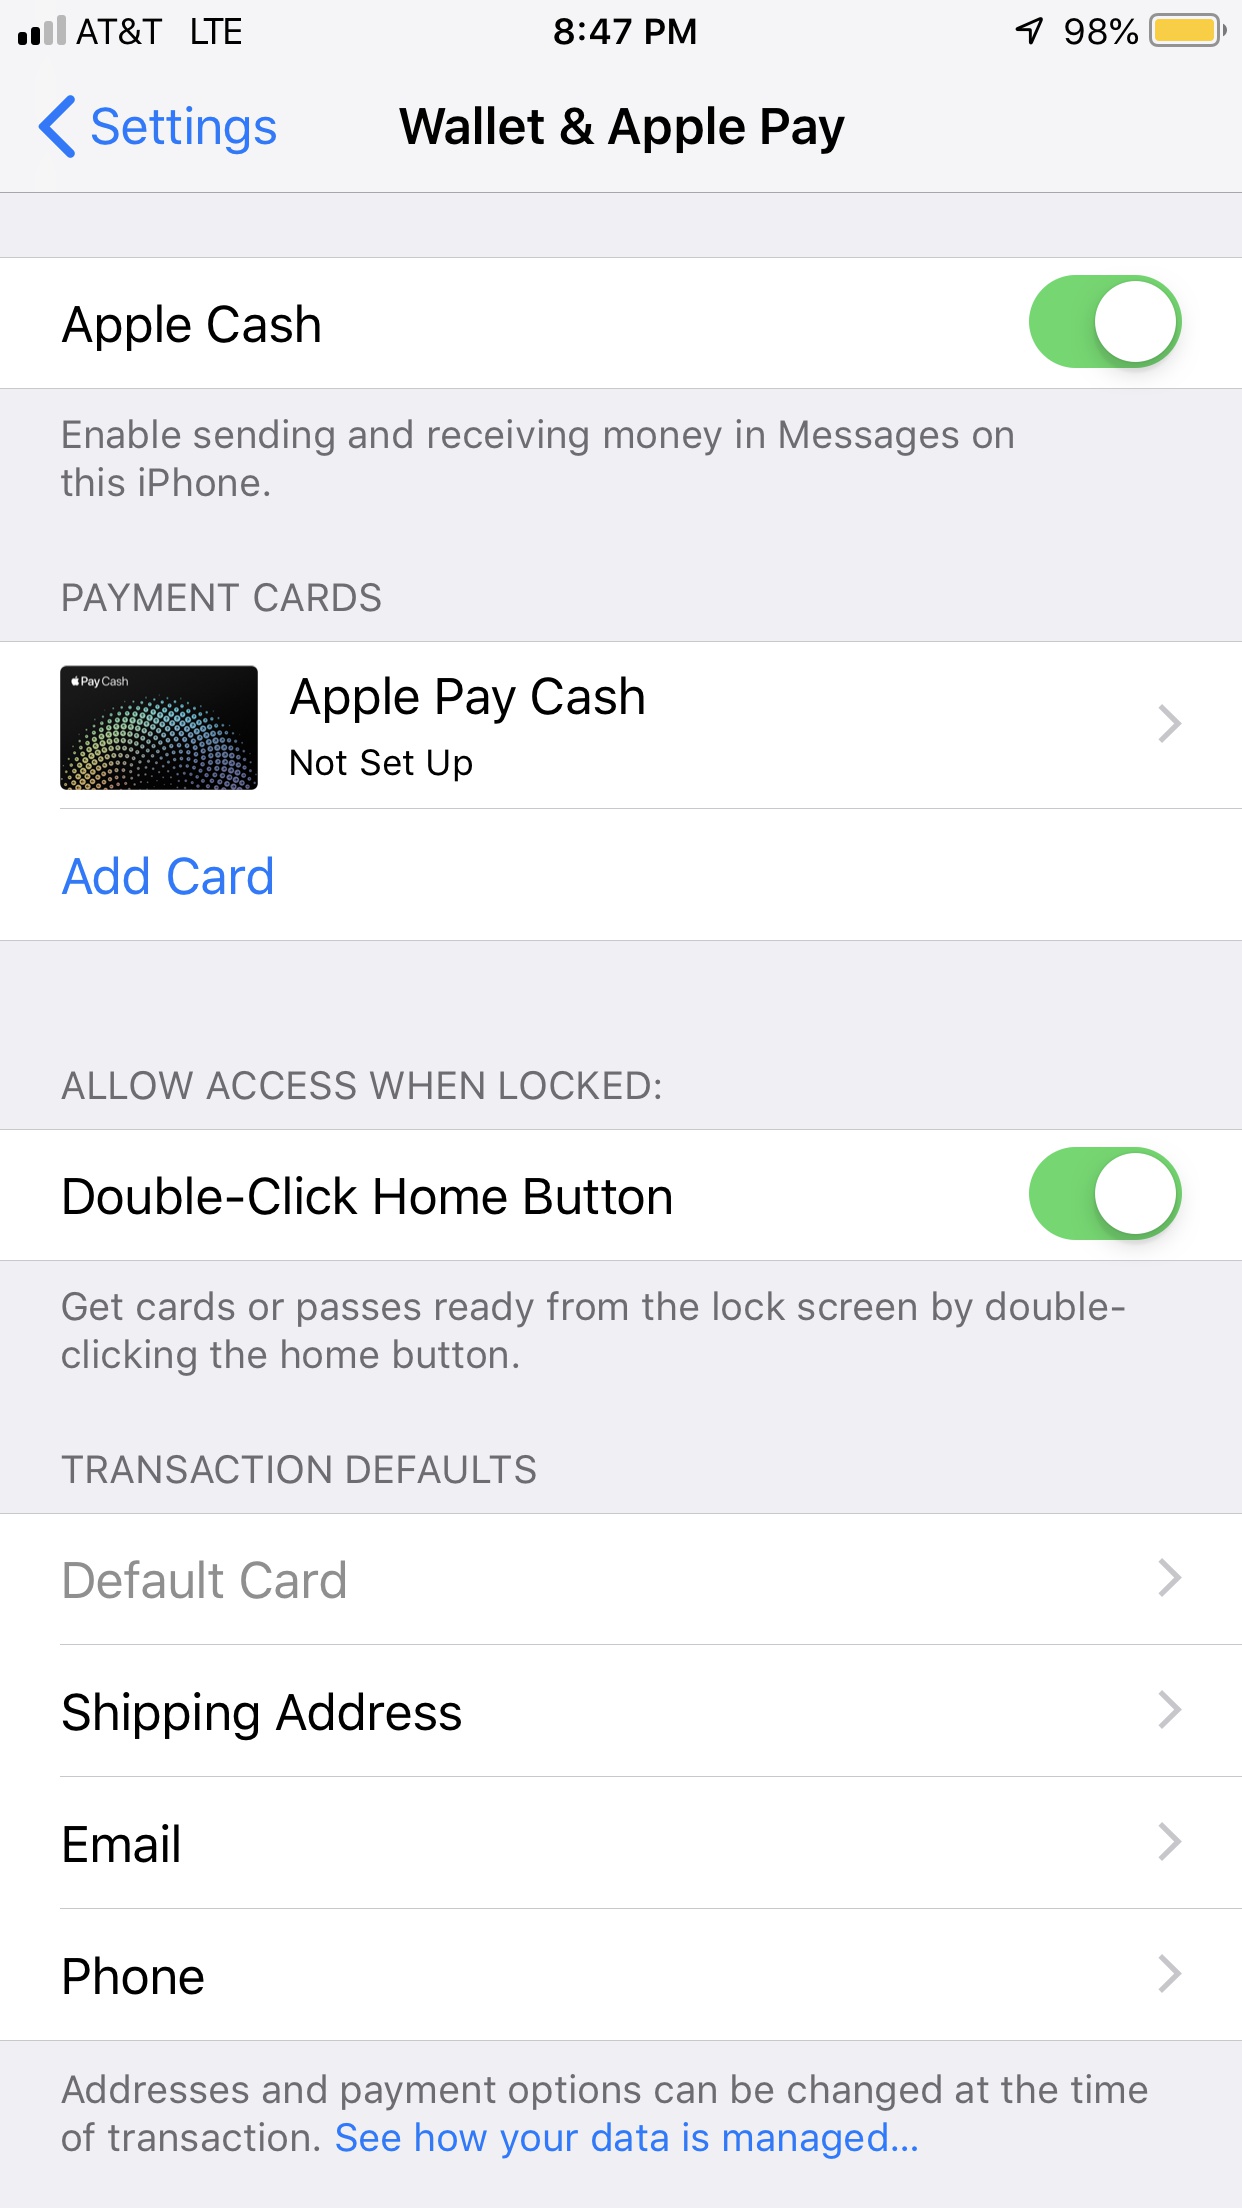 AT&T LTE 8:47 PM 98%
Settings Wallet & Apple Pay
Apple Cash
Enable sending and receiving money in Messages on
this iPhone.
PAYMENT CARDS
Pay Cash
Apple Pay Cash
Not Set Up
Add Card
ALLOW ACCESS WHEN LOCKED:
Double-Click Home Button
Get cards or passes ready from the lock screen by double-
clicking the home button.
TRANSACTION DEFAULTS
Default Card
Shipping Address
Email
Phone
Addresses and payment options can be changed at the time
of transaction. See how your data is managed...